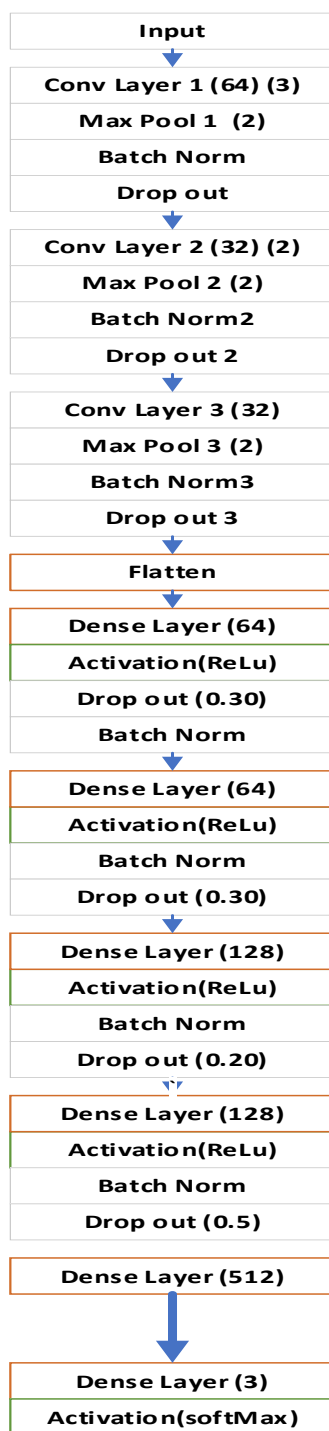 Input
Conv Layer 1 (64) (3)
Max Pool 1 (2)
Batch Norm
Drop out
Conv Layer 2 (32) (2)
Max Pool 2 (2)
Batch Norm2
Drop out 2
Conv Layer 3 (32)
Max Pool 3 (2)
Batch Norm3
Drop out 3
Flatten
Dense Layer (64)
Activation(ReLu)
Drop out (0.30)
Batch Norm
Dense Layer (64)
Activation(ReLu)
Batch Norm
Drop out (0.30)
Dense Layer (128)
Activation(ReLu)
Batch Norm
Drop out (0.20)
Dense Layer (128)
Activation(ReLu)
Batch Norm
Drop out (0.5)
Dense Layer (512)
Dense Layer (3)
Activation(softMax)